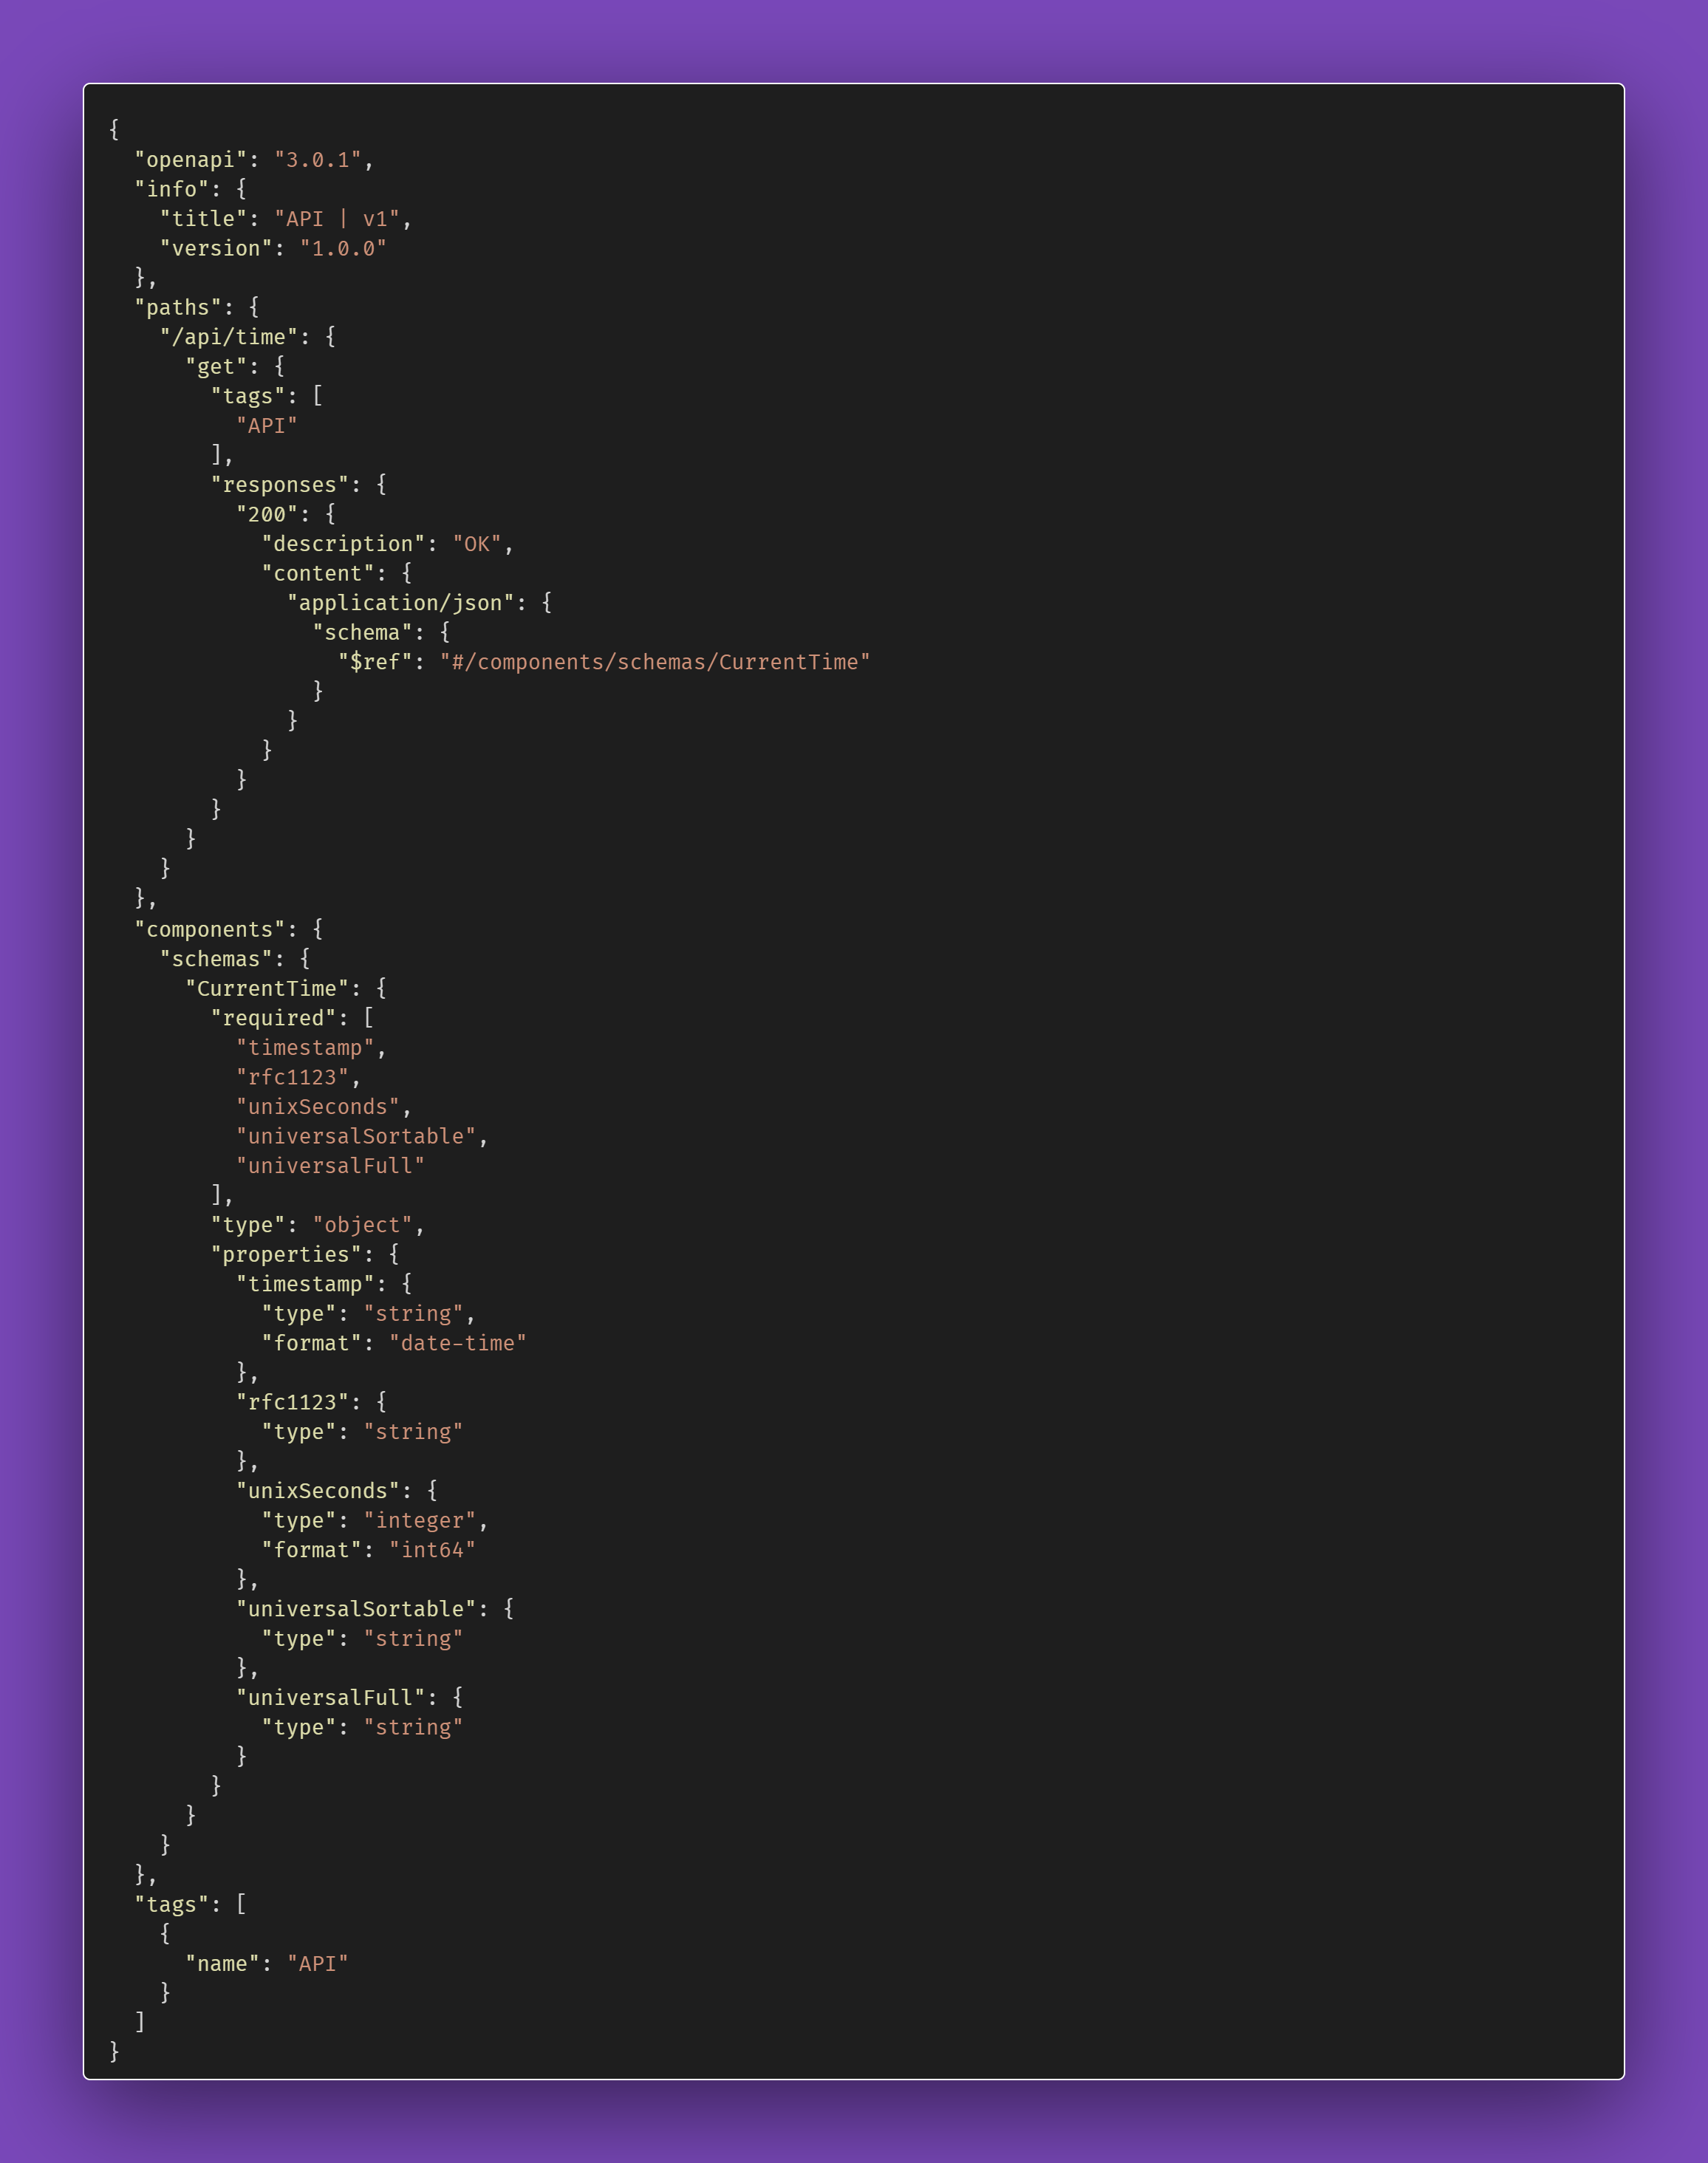 {
  "openapi": "3.0.1",
  "info": {
    "title": "API | v1",
    "version": "1.0.0"
  },
  "paths": {
    "/api/time": {
      "get": {
        "tags": [
          "API"
        ],
        "responses": {
          "200": {
            "description": "OK",
            "content": {
              "application/json": {
                "schema": {
                  "$ref": "#/components/schemas/CurrentTime"
                }
              }
            }
          }
        }
      }
    }
  },
  "components": {
    "schemas": {
      "CurrentTime": {
        "required": [
          "timestamp",
          "rfc1123",
          "unixSeconds",
          "universalSortable",
          "universalFull"
        ],
        "type": "object",
        "properties": {
          "timestamp": {
            "type": "string",
            "format": "date-time"
          },
          "rfc1123": {
            "type": "string"
          },
          "unixSeconds": {
            "type": "integer",
            "format": "int64"
          },
          "universalSortable": {
            "type": "string"
          },
          "universalFull": {
            "type": "string"
          }
        }
      }
    }
  },
  "tags": [
    {
      "name": "API"
    }
  ]
}